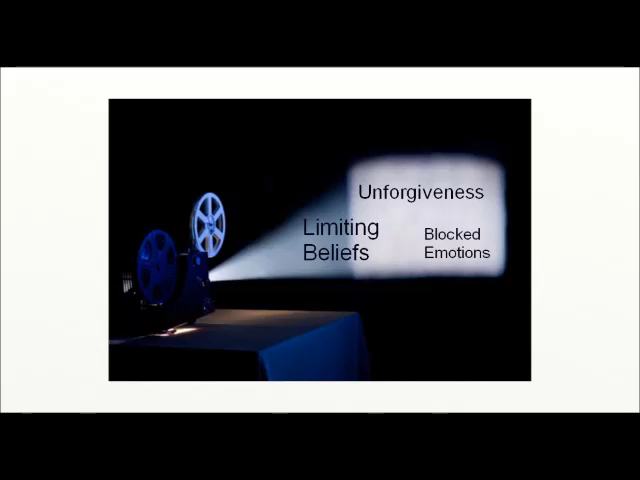 Unforgiveness
Limiting
Beliefs
Blocked
Emotions